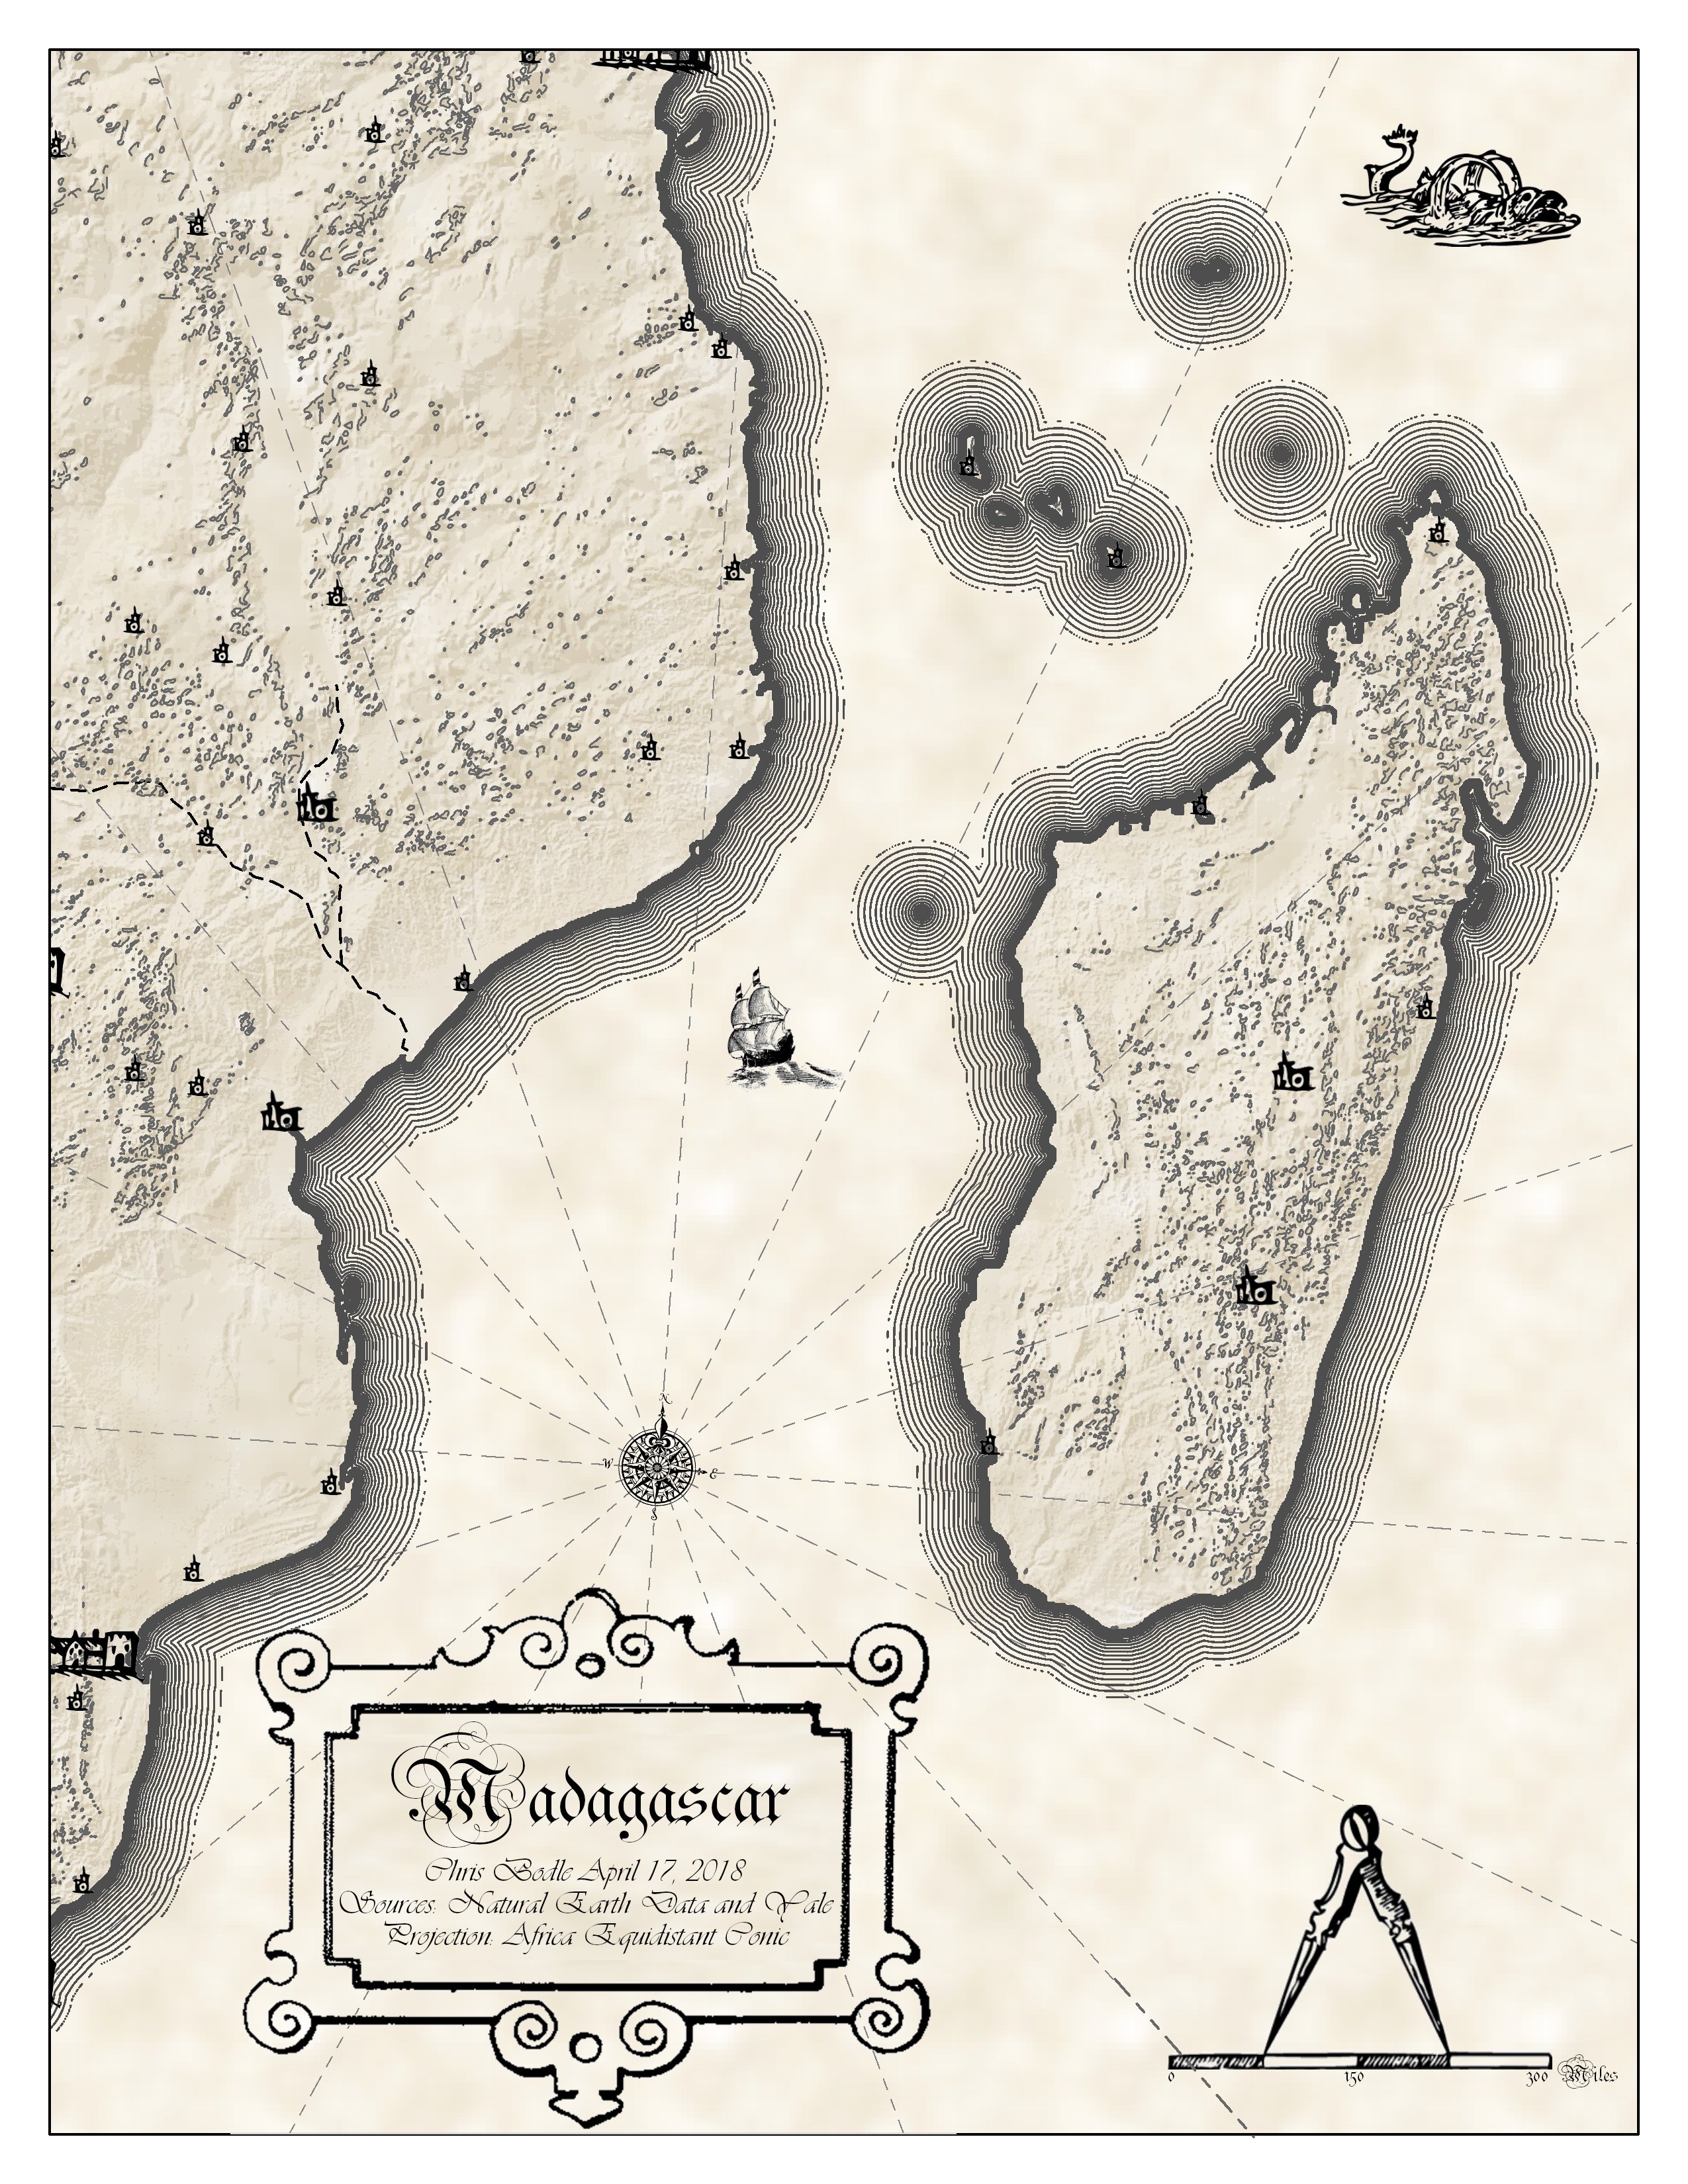 N
W
E
S
Madagascar
Chris Bodle April 17, 2018
Sources: Natural Earth Data and Yale
Projection: Africa Equidistant Conic
0 150 300 Miles